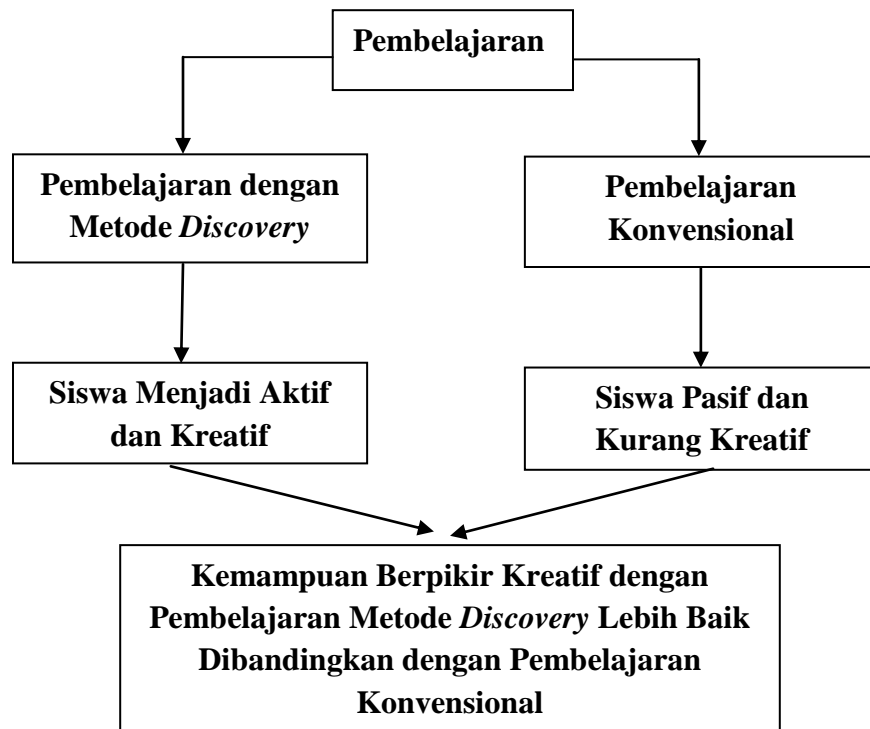 Pembelajaran
Pembelajaran dengan
Metode Discovery
Pembelajaran
Konvensional
Siswa Menjadi Aktif
dan Kreatif
Siswa Pasif dan
Kurang Kreatif
Kemampuan Berpikir Kreatif dengan
Pembelajaran Metode Discovery Lebih Baik
Dibandingkan dengan Pembelajaran
Konvensional